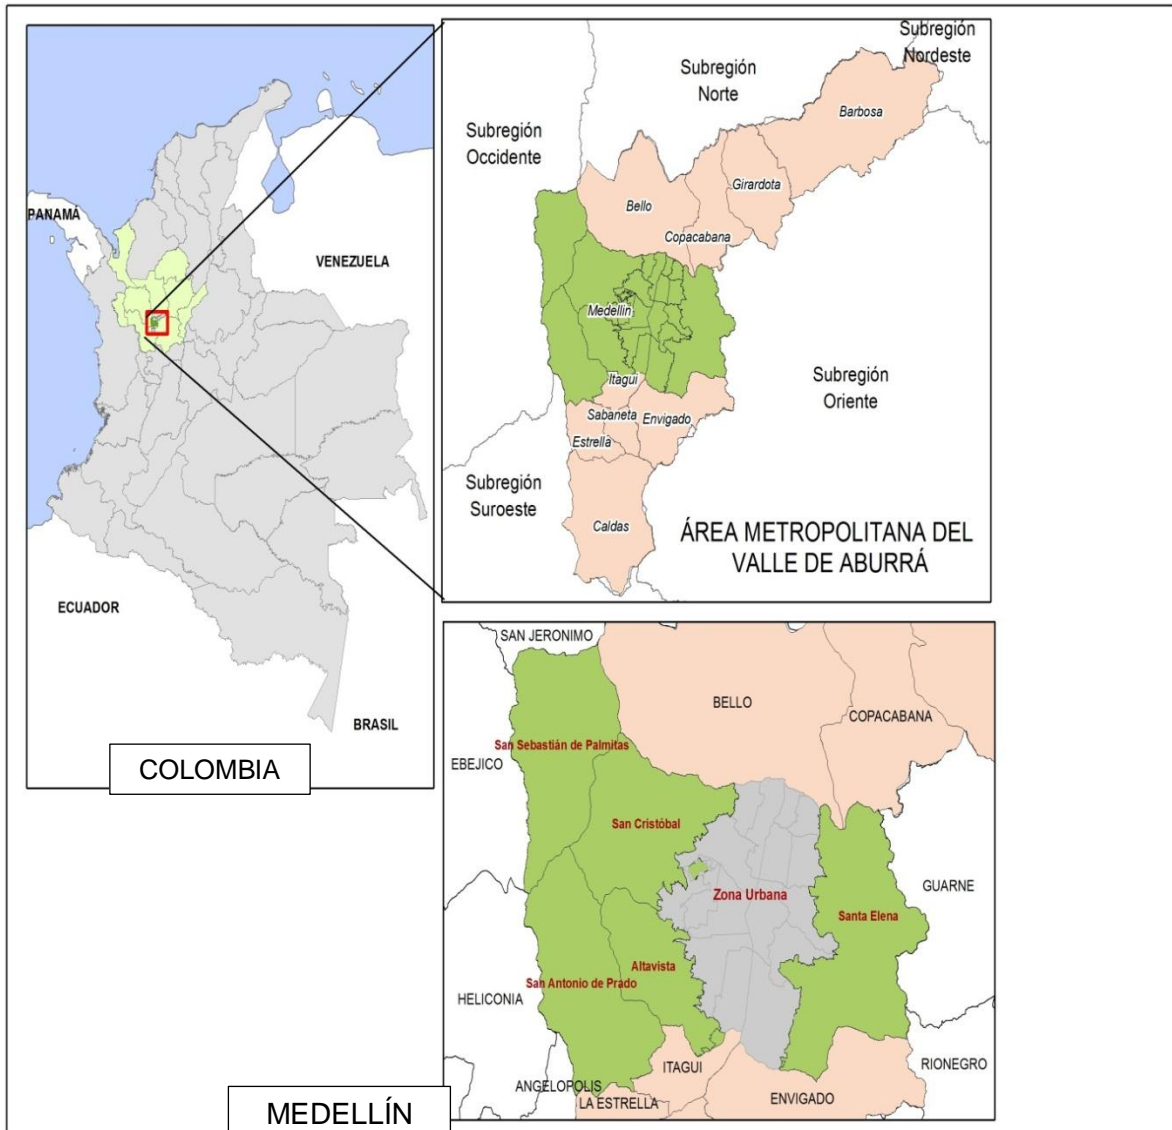 PANAMÁ
VENEZUELA
ECUADOR
BRASIL
COLOMBIA
Subregión
Nordeste
Subregión
Norte
Subregión
Occidente
Barbosa
Girardota
Bello
Copacabana
Medellín
Itagui
Sabaneta
Envigado
Estrella
Caldas
Subregión
Oriente
Subregión
Suroeste
ÁREA METROPOLITANA DEL
VALLE DE ABURRÁ
SAN JERONIMO
BELLO
COPACABANA
San Sebastián de Palmitas
EBEJICO
San Cristóbal
Zona Urbana
GUARNE
Santa Elena
Altavista
San Antonio de Prado
HELICONIA
RIONEGRO
ITAGUI
ANGELOPOLIS
ENVIGADO
LA ESTRELLA
MEDELLÍN